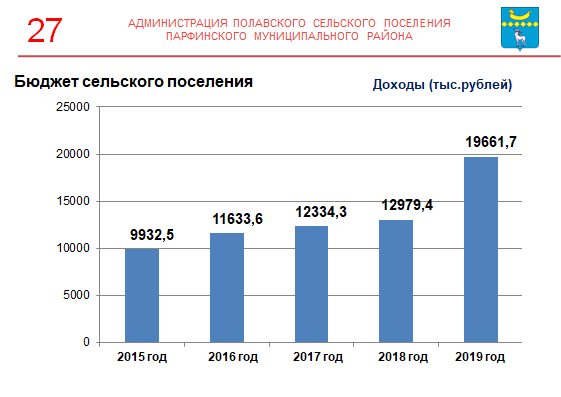 27
АДМИНИСТРАЦИЯ ПОЛАВСКОГО СЕЛЬСКОГО ПОСЕЛЕНИЯ
ПАРФИНСКОГО МУНИЦИПАЛЬНОГО РАЙОНА
Бюджет сельского поселения
Доходы (тыс.рублей)
25000
20000
15000
10000
5000
0
9932,5
11633,6
12334,3
12979,4
19661,7
2015 год
2016 год
2017 год
2018 год
2019 год